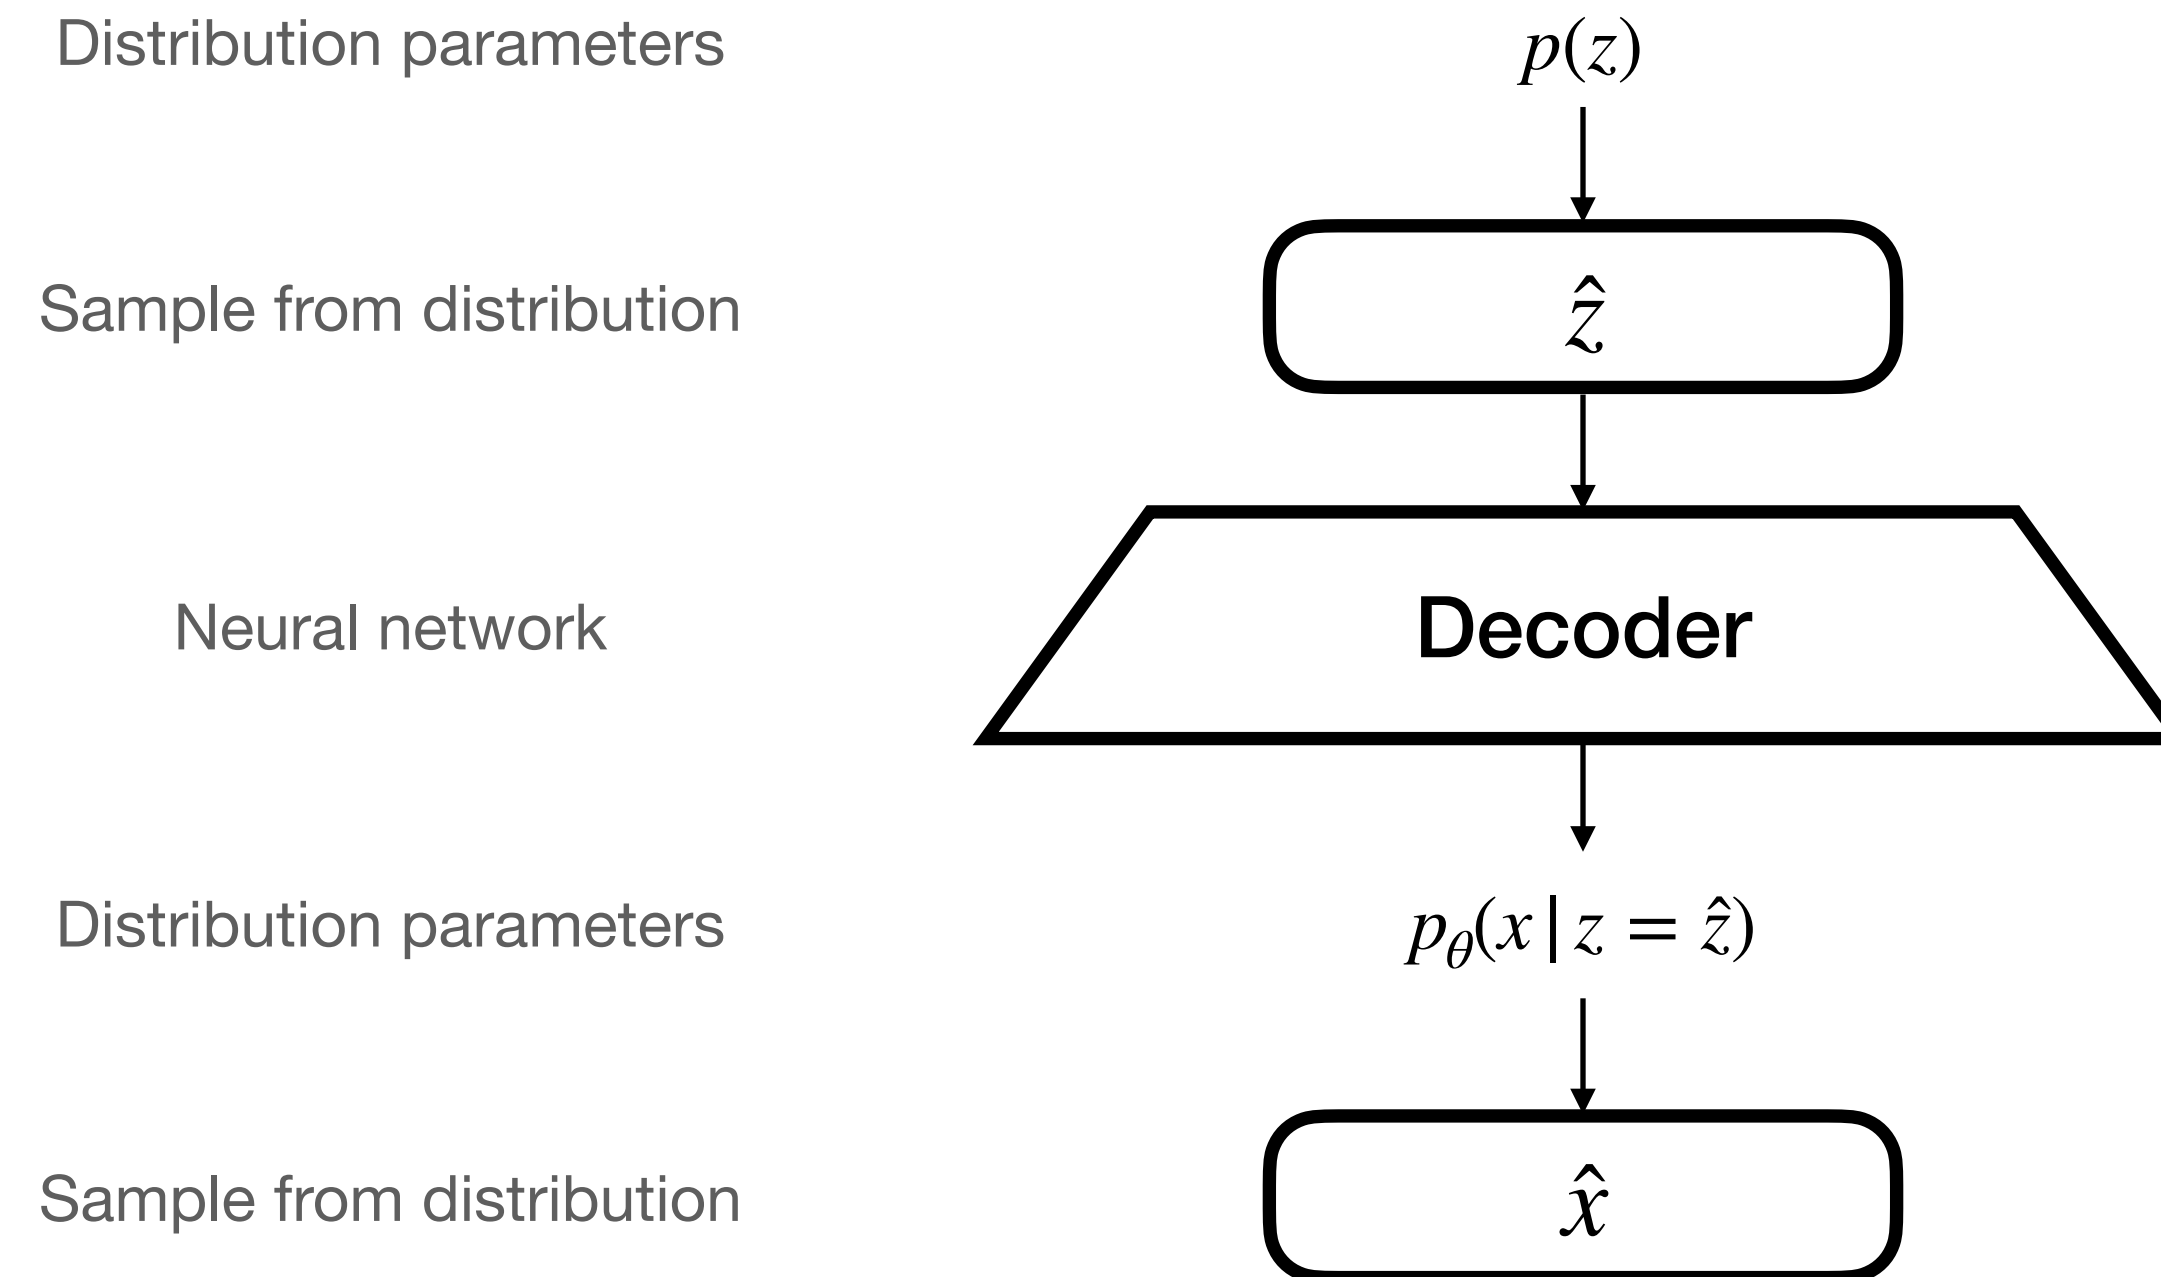 Distribution parameters p(z)
Sample from distribution ẑ
Neural network Decoder
Distribution parameters pθ(x|z = ẑ)
Sample from distribution x̂